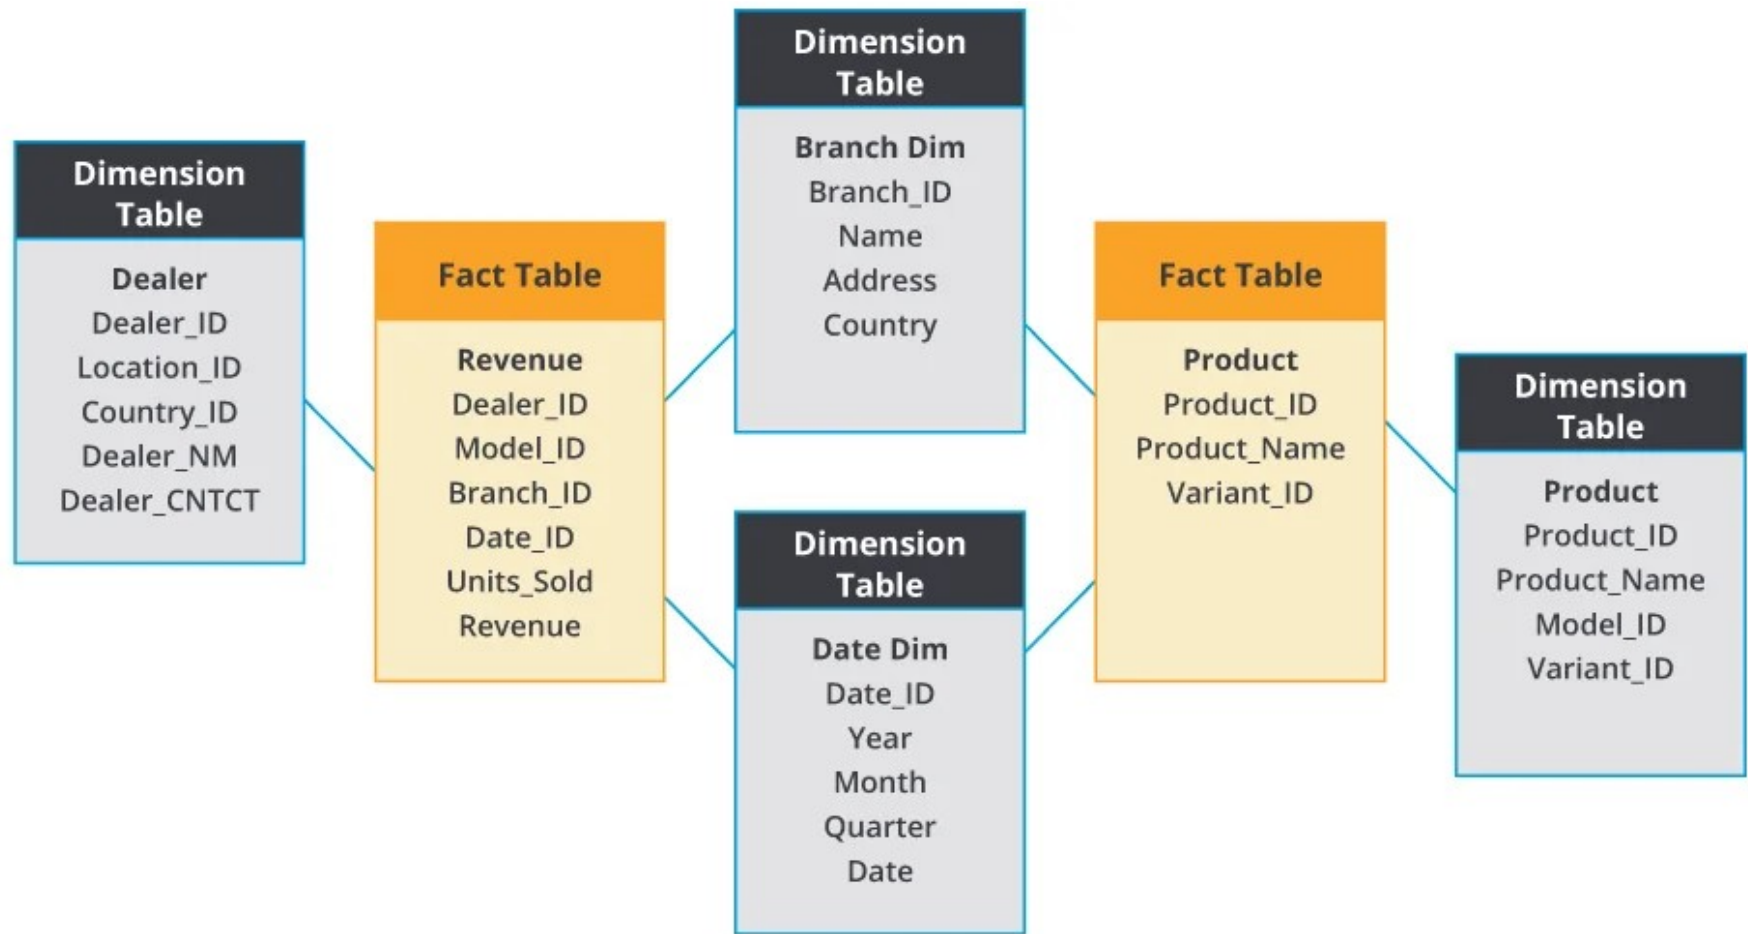 Dimension
Table
Dealer
Dealer_ID
Location_ID
Country_ID
Dealer_NM
Dealer_CNTCT
Fact Table
Revenue
Dealer_ID
Model_ID
Branch_ID
Date_ID
Units_Sold
Revenue
Dimension
Table
Branch Dim
Branch_ID
Name
Address
Country
Dimension
Table
Date Dim
Date_ID
Year
Month
Quarter
Date
Fact Table
Product
Product_ID
Product_Name
Variant_ID
Dimension
Table
Product
Product_ID
Product_Name
Model_ID
Variant_ID